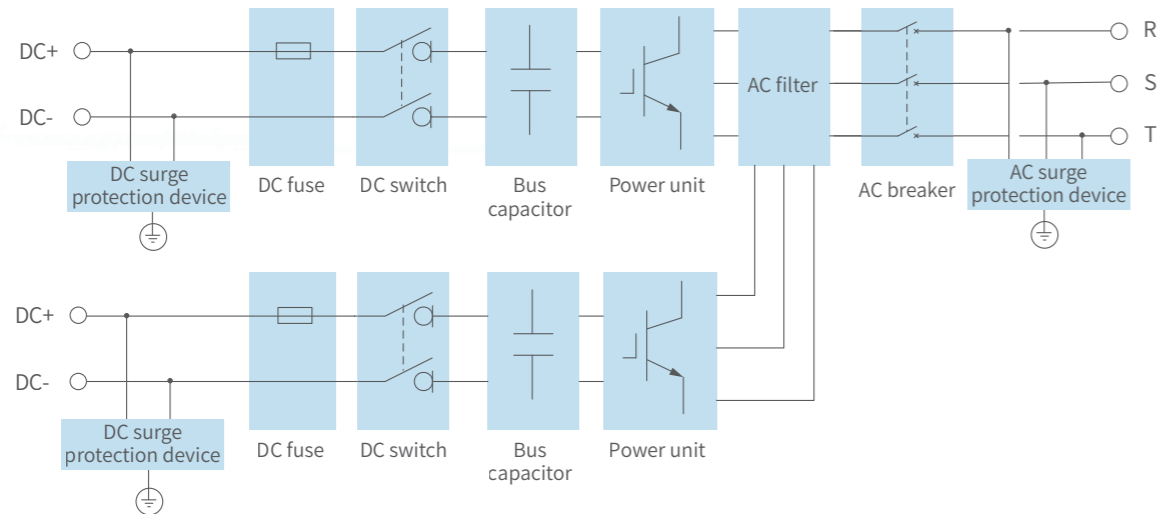 DC+
DC-
DC surge
protection device
DC fuse
DC switch
Bus
capacitor
Power unit
AC filter
AC breaker
R
S
T
AC surge
protection device
DC+
DC-
DC surge
protection device
DC fuse
DC switch
Bus
capacitor
Power unit